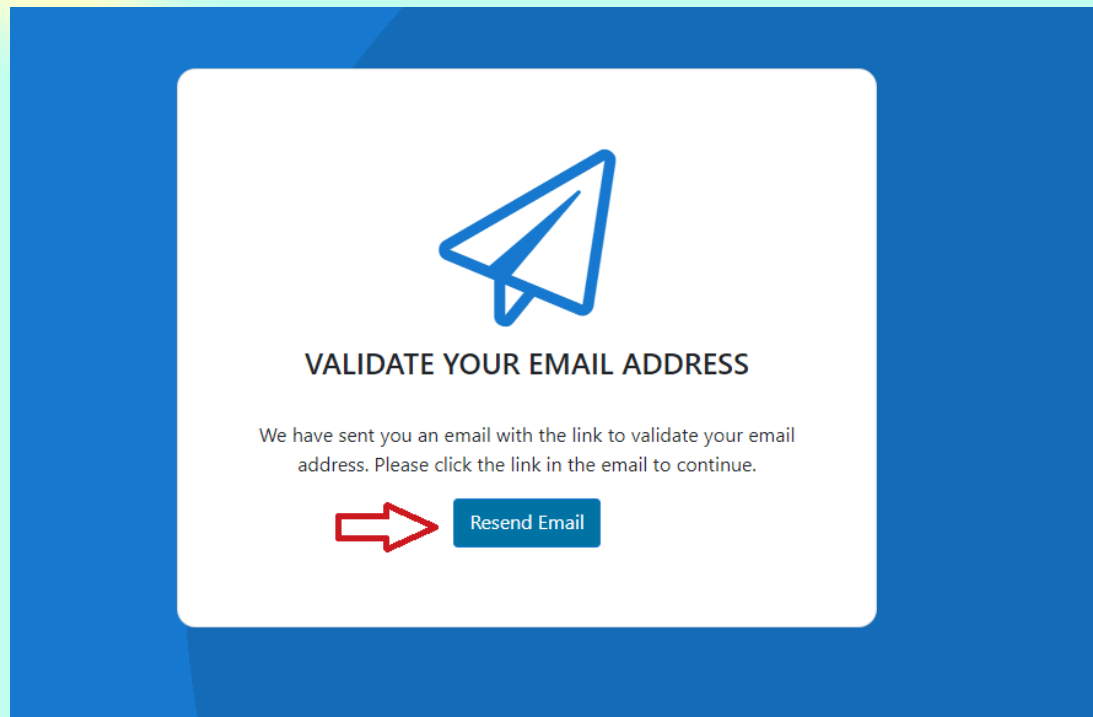 VALIDATE YOUR EMAIL ADDRESS
We have sent you an email with the link to validate your email
address. Please click the link in the email to continue.
Resend Email